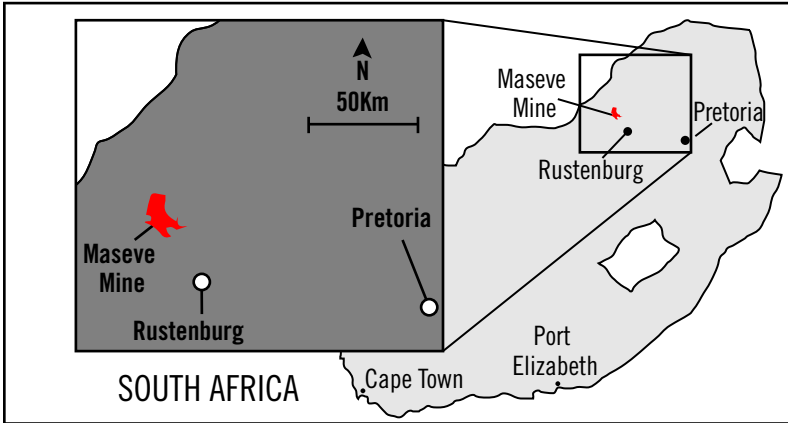 N
50Km
Maseve
Mine
Pretoria
Rustenburg
Maseve
Mine
Pretoria
Rustenburg
Port
Elizabeth
Cape Town
SOUTH AFRICA